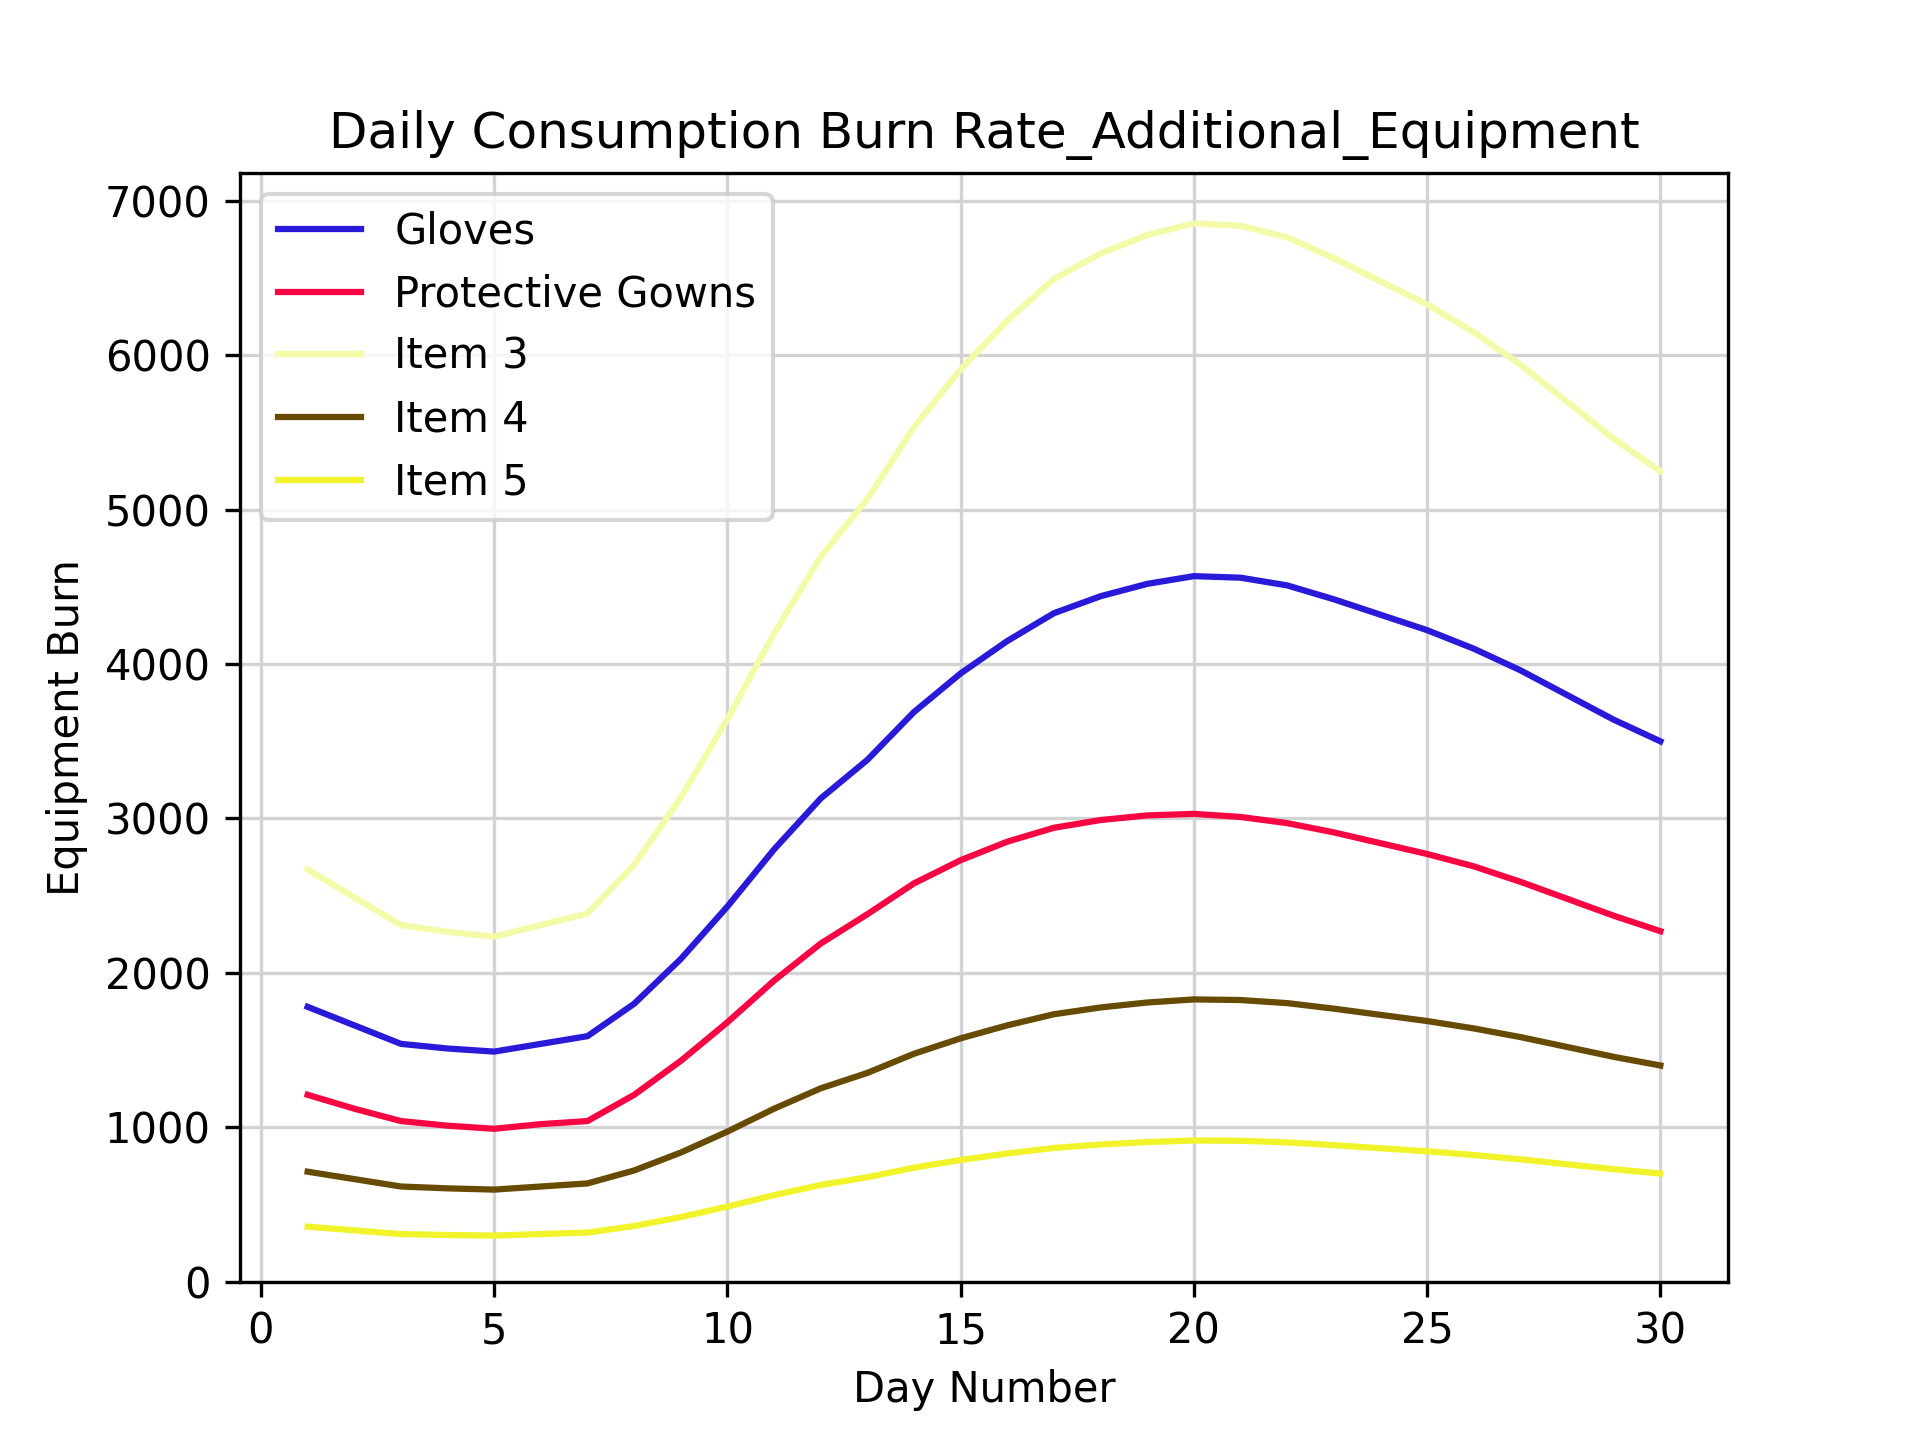 Daily Consumption Burn Rate_Additional_Equipment
7000
6000
5000
4000
3000
2000
1000
0
Equipment Burn
Gloves
Protective Gowns
Item 3
Item 4
Item 5
0 5 10 15 20 25 30
Day Number